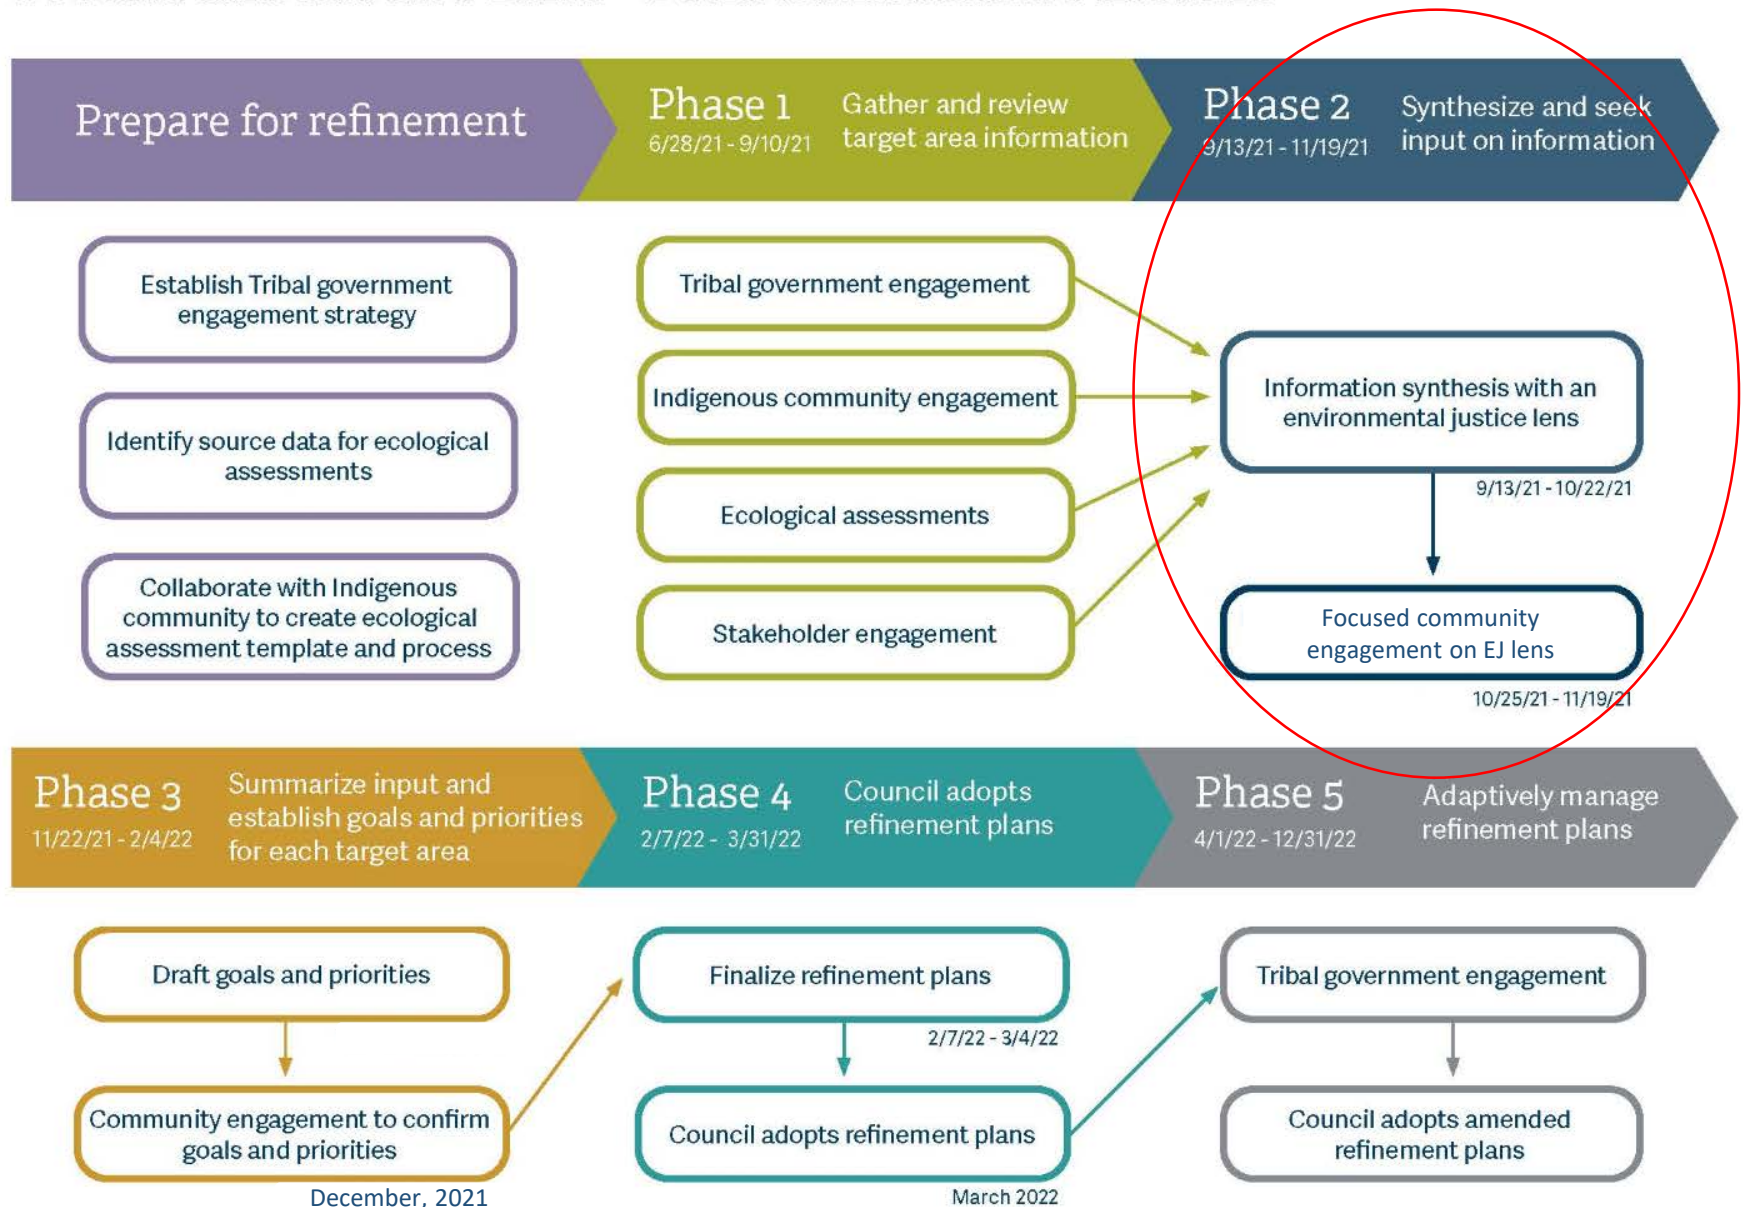 Prepare for refinement
Phase 1
6/28/21 - 9/10/21
Gather and review
target area information
Phase 2
9/13/21 - 11/19/21
Synthesize and seek
input on information
Establish Tribal government
engagement strategy
Identify source data for ecological
assessments
Collaborate with Indigenous
community to create ecological
assessment template and process
Tribal government engagement
Indigenous community engagement
Ecological assessments
Stakeholder engagement
Information synthesis with an
environmental justice lens
9/13/21 - 10/22/21
Focused community
engagement on EJ lens
10/25/21 - 11/19/21
Phase 3
11/22/21 - 2/4/22
Summarize input and
establish goals and priorities
for each target area
Phase 4
2/7/22 - 3/31/22
Council adopts
refinement plans
Phase 5
4/1/22 - 12/31/22
Adaptively manage
refinement plans
Draft goals and priorities
Community engagement to confirm
goals and priorities
December, 2021
Finalize refinement plans
2/7/22 - 3/4/22
Council adopts refinement plans
March 2022
Tribal government engagement
Council adopts amended
refinement plans